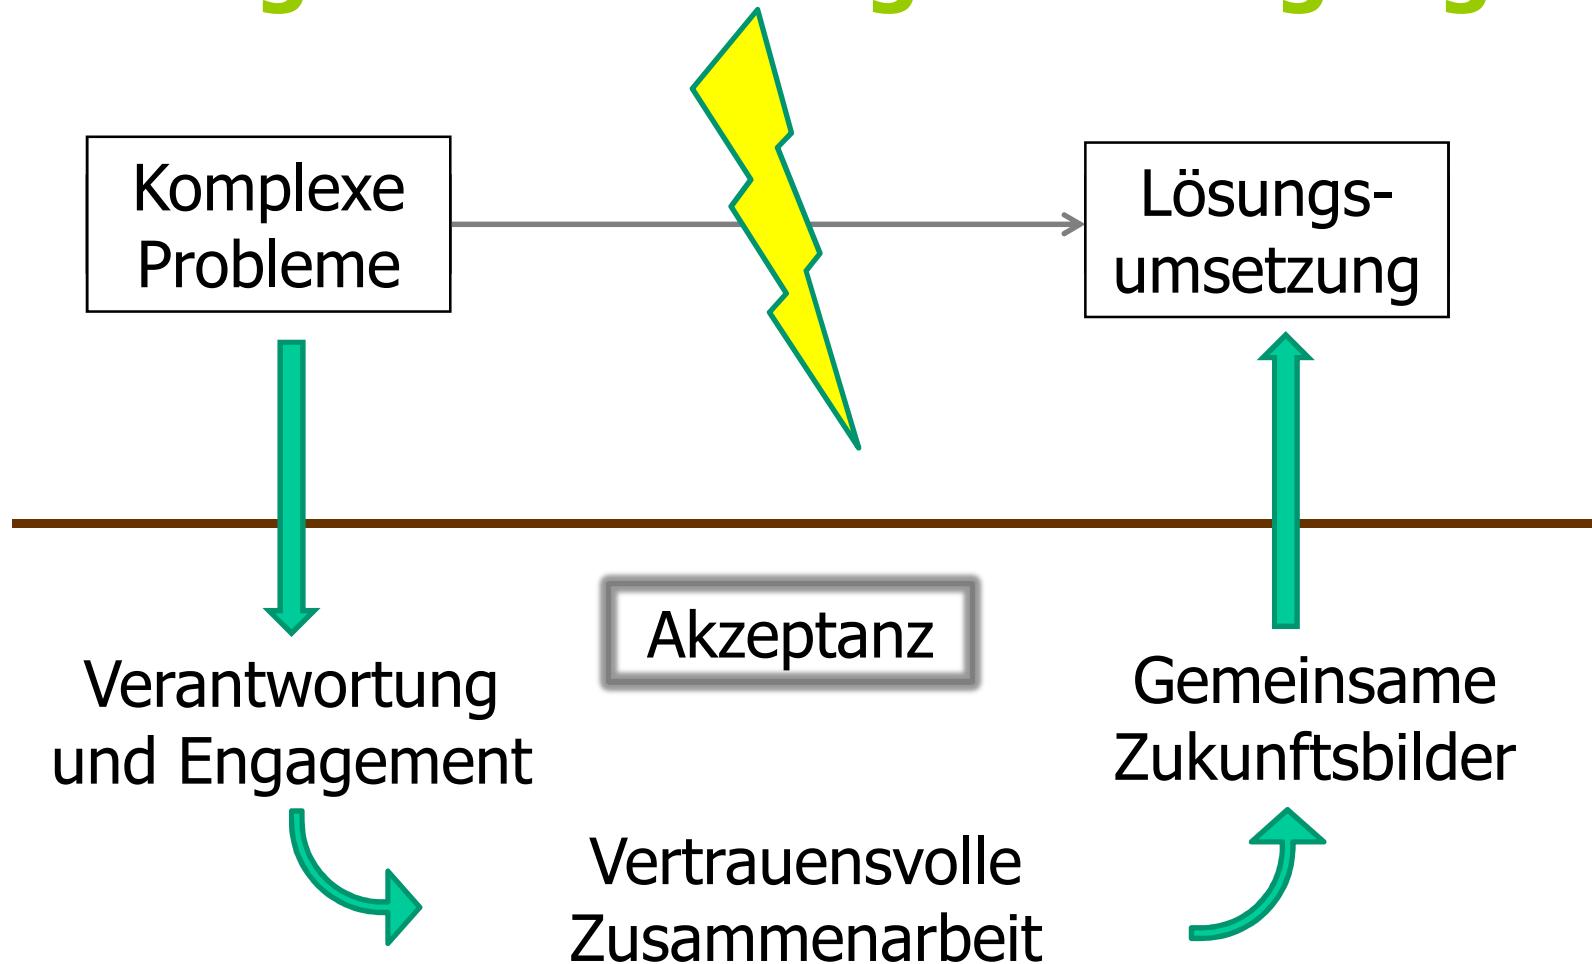 Komplexe
Probleme
Lösungs-
umsetzung
Akzeptanz
Verantwortung
und Engagement
Gemeinsame
Zukunftsbilder
Vertrauensvolle
Zusammenarbeit